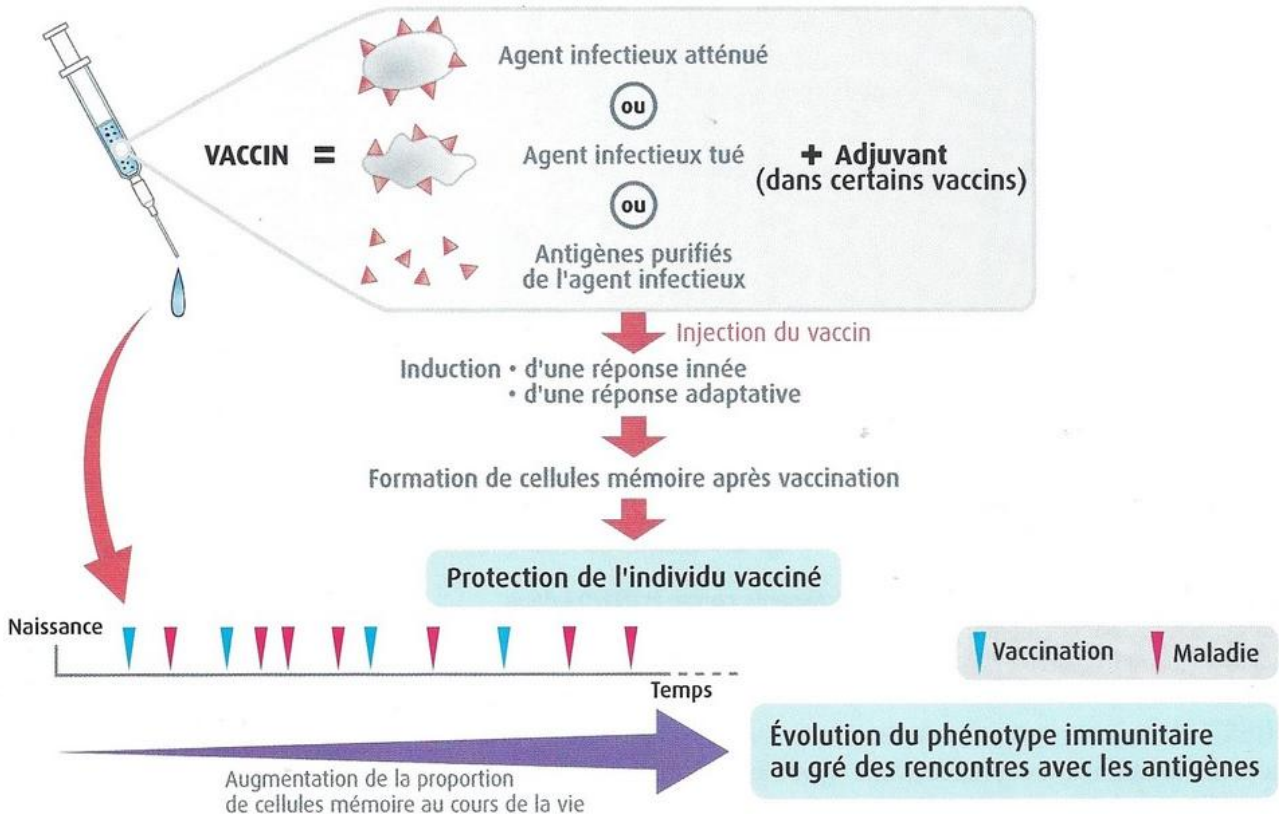 Agent infectieux atténué
ou
VACCIN =
Agent infectieux tué
+ Adjuvant
(dans certains vaccins)
ou
Antigènes purifiés
de l'agent infectieux
Injection du vaccin
Induction • d'une réponse innée
• d'une réponse adaptative
Formation de cellules mémoire après vaccination
Protection de l'individu vacciné
Naissance
Vaccination
Maladie
Temps
Augmentation de la proportion
de cellules mémoire au cours de la vie
Évolution du phénotype immunitaire
au gré des rencontres avec les antigènes